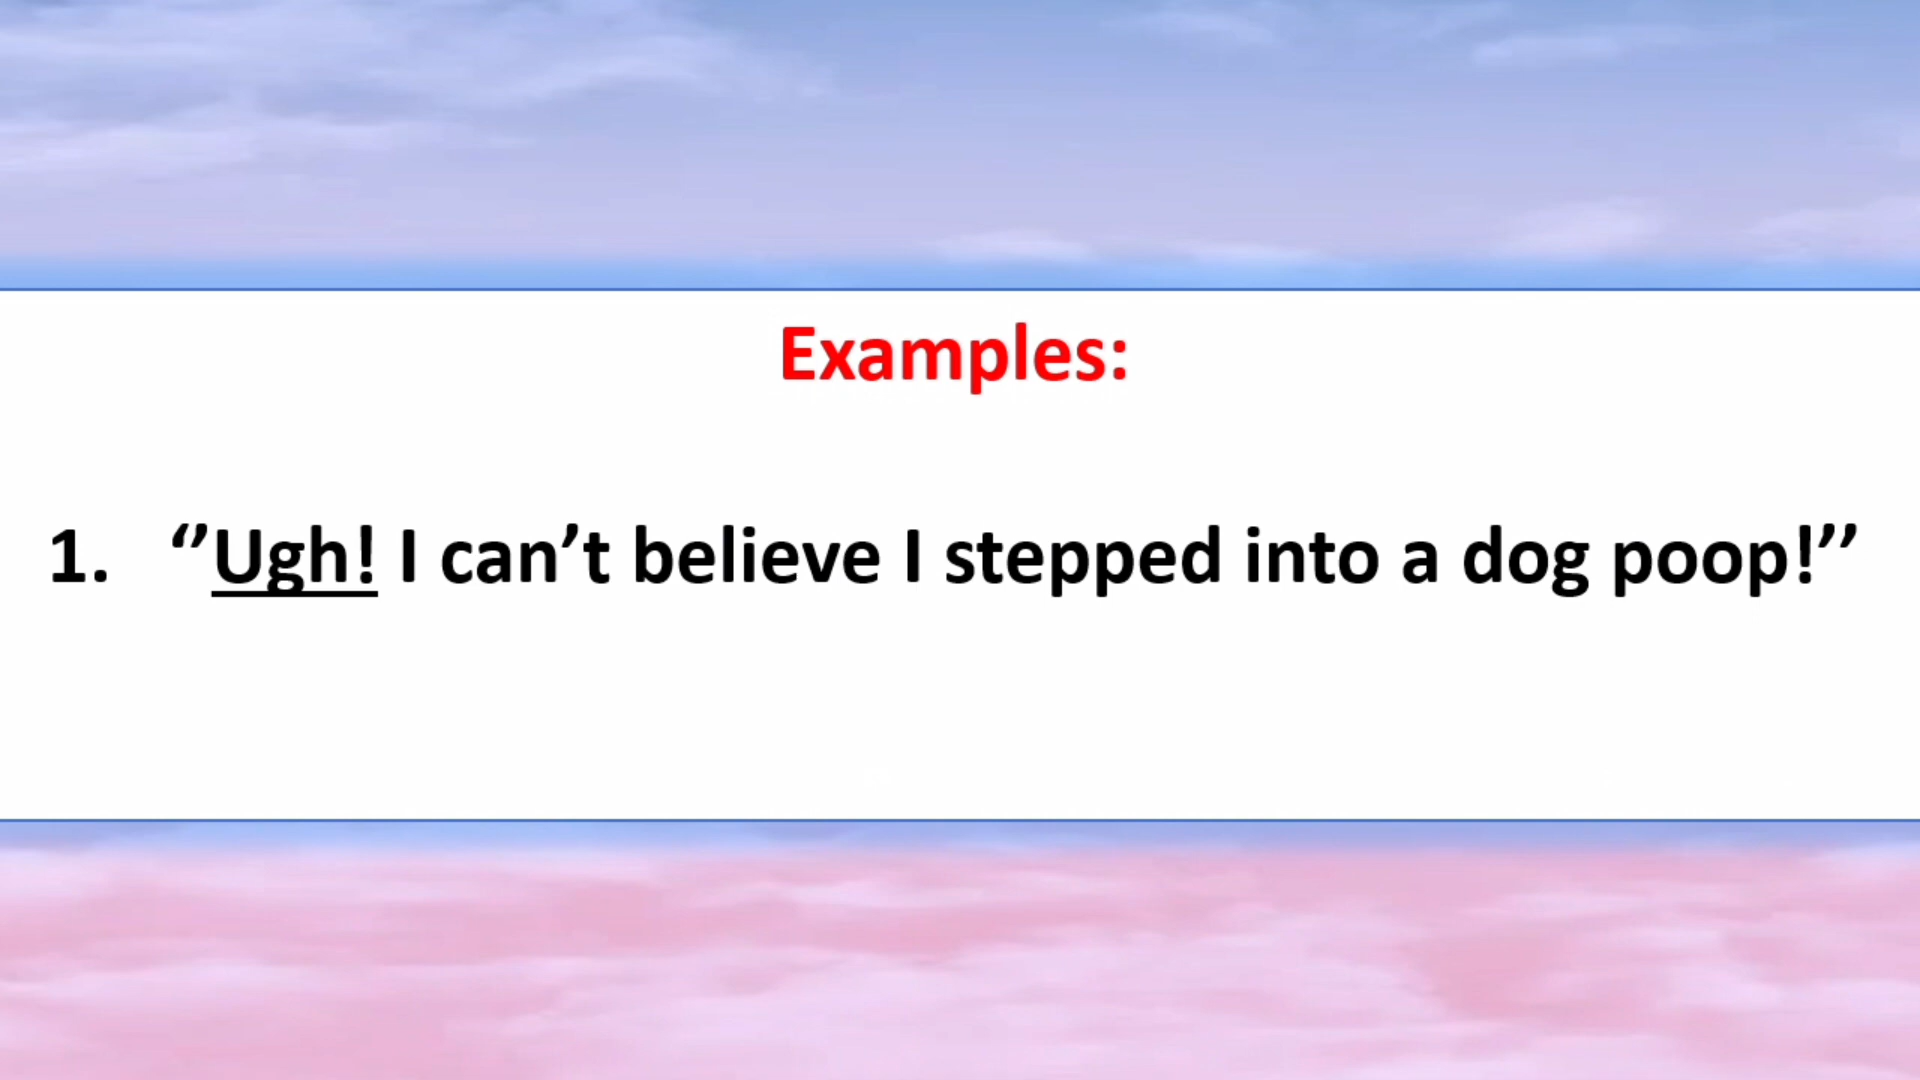 Examples:
1. ‘’Ugh! I can’t believe I stepped into a dog poop!’’